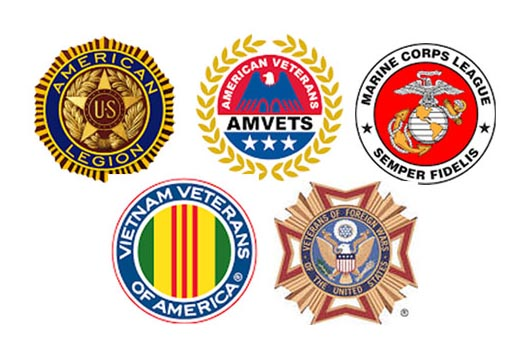 AMERICAN
US
LEGION
AMERICAN VETERANS
AMVETS
MARINE CORPS LEAGUE
SEMPER FIDELIS
VIETNAM VETERANS
OF AMERICA®
VETERANS OF FOREIGN WARS
OF THE UNITED STATES
®